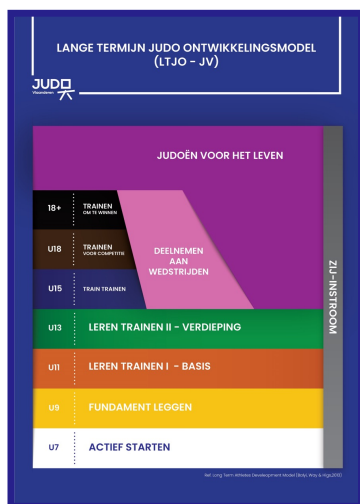 LANGE TERMIJN JUDO ONTWIKKELINGSMODEL
(LTJO - JV)
JUDO
Vlaanderen
JUDOËN VOOR HET LEVEN
18+
TRAINEN
OM TE WINNEN
U18
TRAINEN
VOOR COMPETITIE
U15
TRAIN TRAINEN
DEELNEMEN
AAN
WEDSTRIJDEN
ZIJ-INSTROOM
U13
LEREN TRAINEN II - VERDIEPING
U11
LEREN TRAINEN I - BASIS
U9
FUNDAMENT LEGGEN
U7
ACTIEF STARTEN